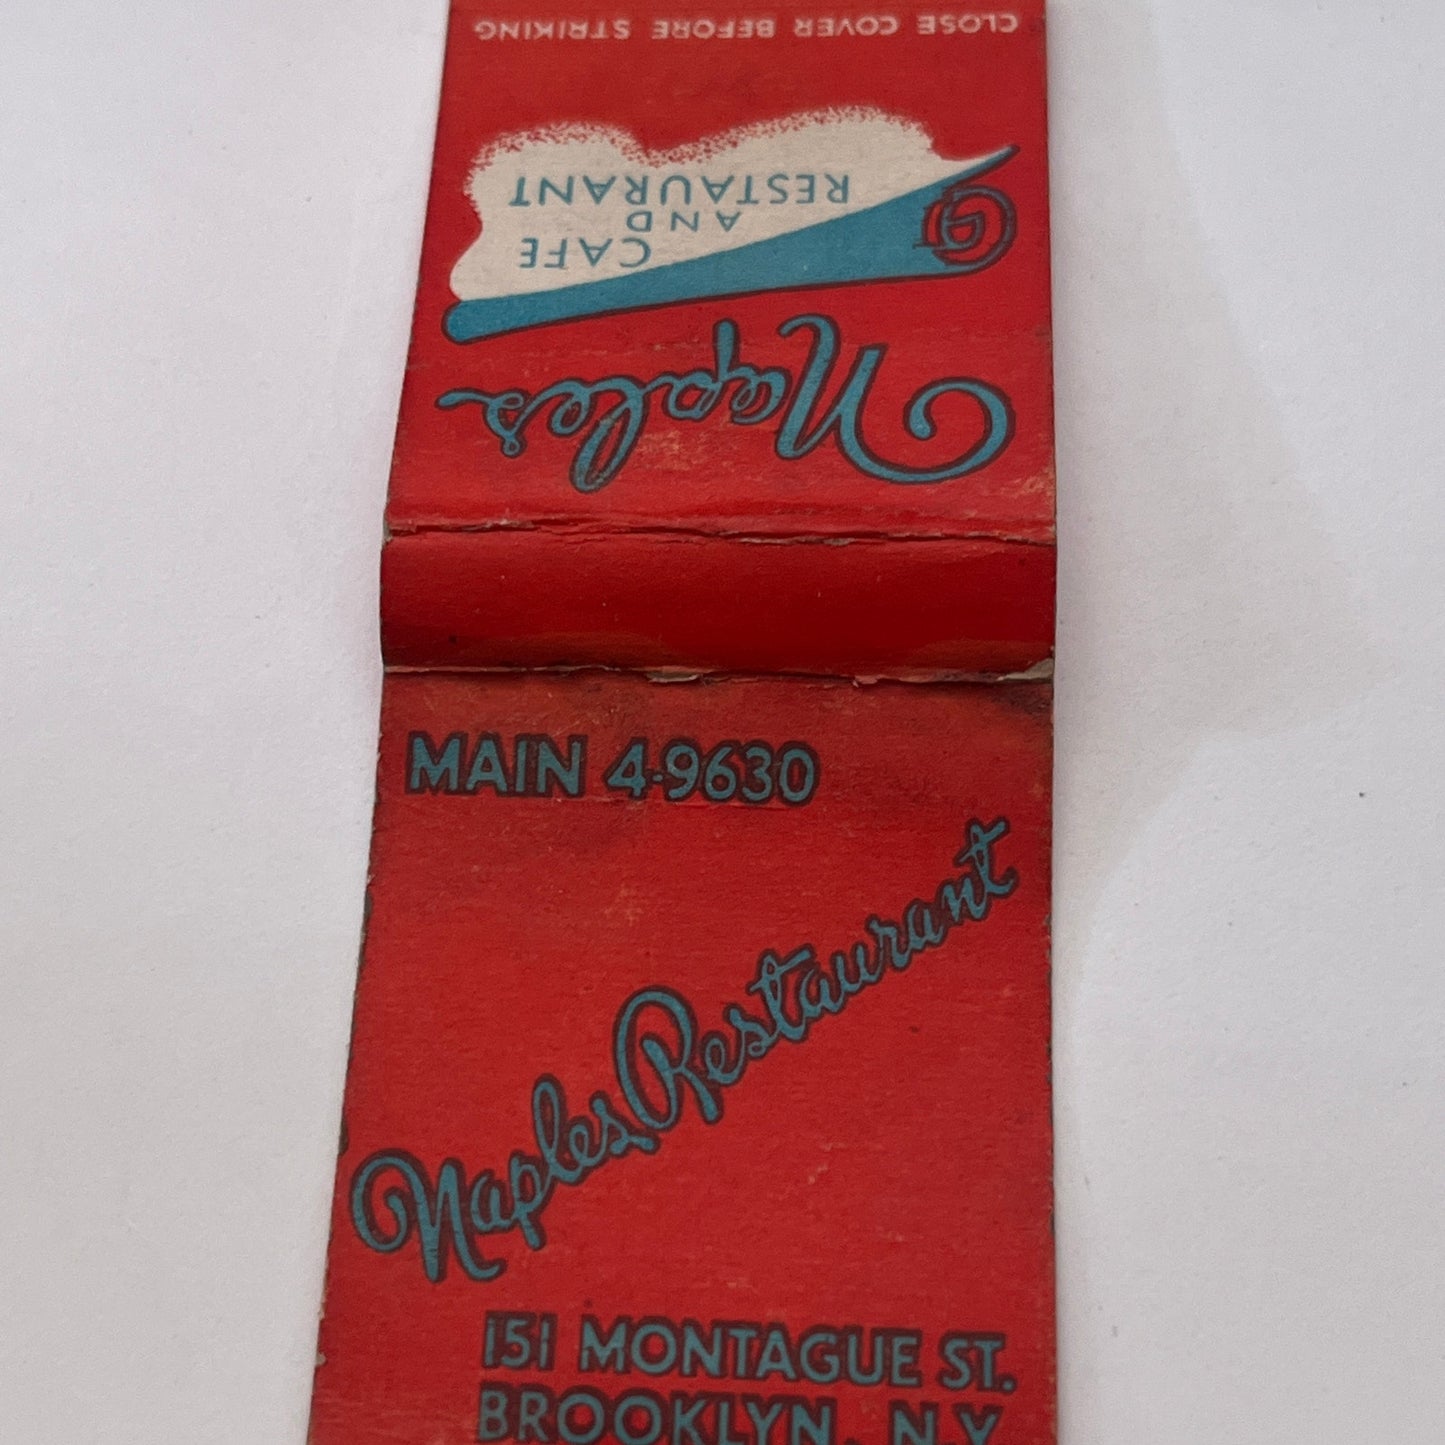 CLOSE COVER BEFORE STRIKING
Naples
CAFE
AND
RESTAURANT
MAIN 4-9630
Naples Restaurant
151 MONTAGUE ST.
BROOKLYN, N.Y.